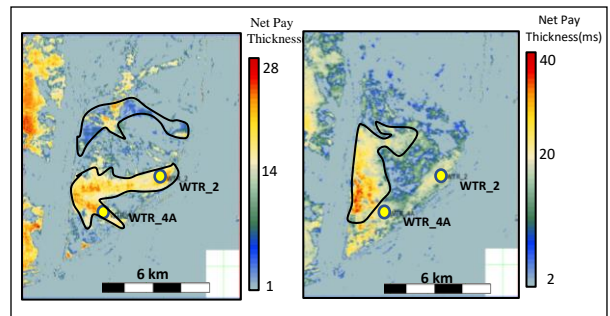 Net Pay
Thickness
28
14
1
WTR_2
WTR_4A
6 km
Net Pay
Thickness(ms)
40
20
2
WTR_2
WTR_4A
6 km